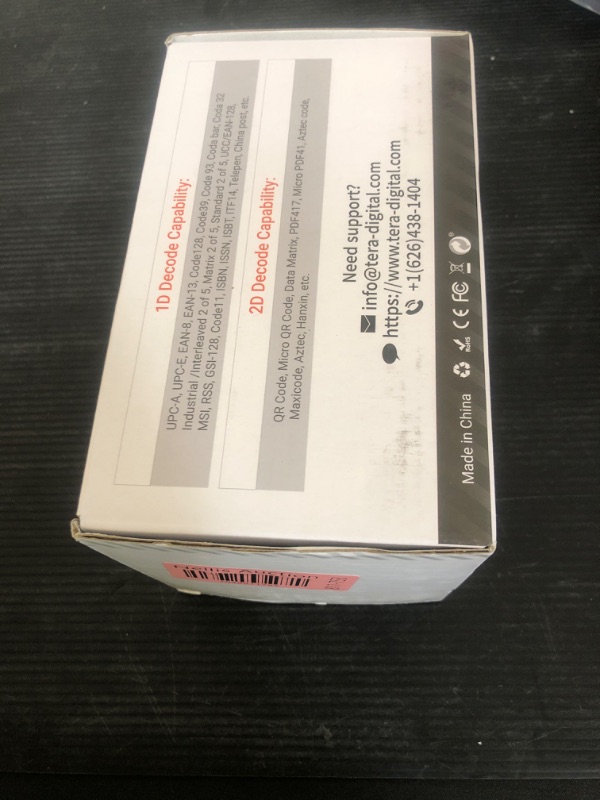 1D Decode Capability:
UPC-A, UPC-E, EAN-8, EAN-13, Code128, Code39, Code 93, Coda bar, Coda 32
Industrial /Interleaved 2 of 5, Matrix 2 of 5, Standard 2 of 5, UCC/EAN-128,
MSI, RSS, GSI-128, Code11, ISBN, ISSN, ISBT, ITF14, Telepen, China post, etc.
2D Decode Capability:
QR Code, Micro QR Code, Data Matrix, PDF417, Micro PDF41, Aztec code,
Maxicode, Aztec, Hanxin, etc.
Need support?
info@tera-digital.com
https://www.tera-digital.com
+1(626)438-1404
Made in China RoHS CE FC
Nellis Auction